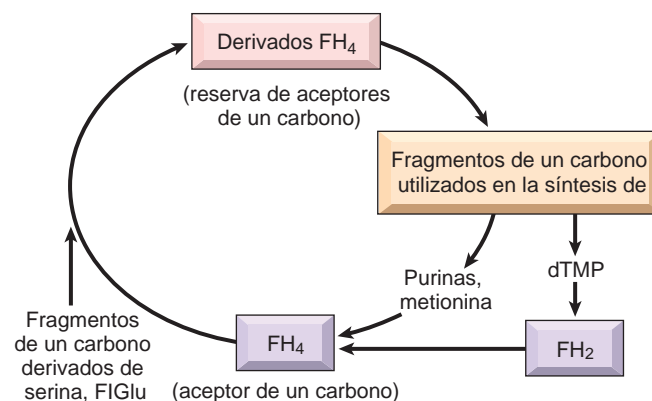 Derivados FH₄
(reserva de aceptores
de un carbono)
Fragmentos de un carbono
utilizados en la síntesis de
Purinas,
metionina
dTMP
Fragmentos
de un carbono
derivados de
serina, FIGlu
FH₄
(aceptor de un carbono)
FH₂